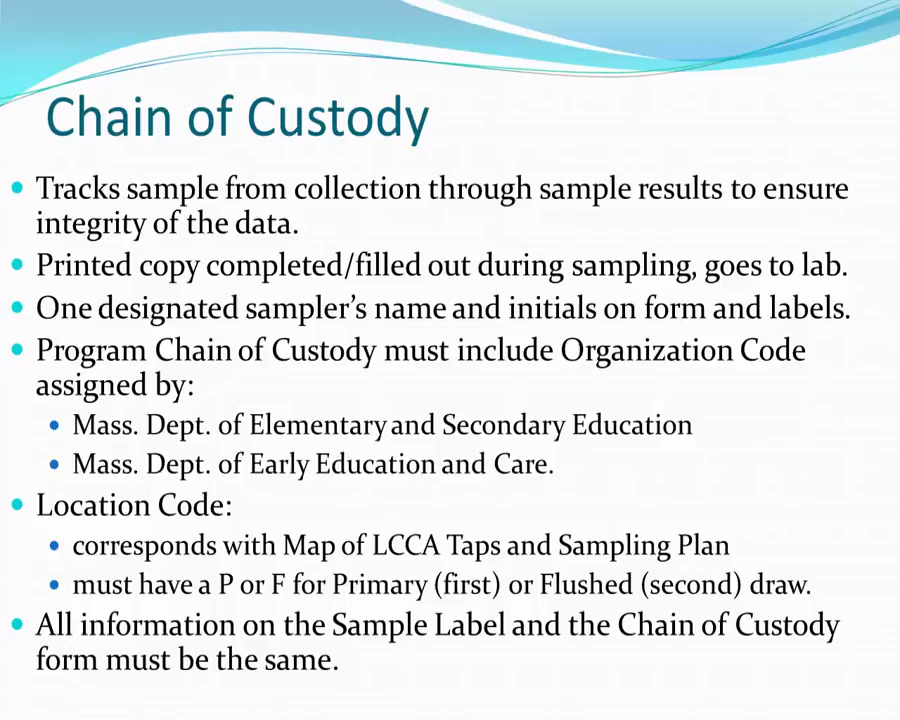 Chain of Custody
• Tracks sample from collection through sample results to ensure
integrity of the data.
• Printed copy completed/filled out during sampling, goes to lab.
• One designated sampler’s name and initials on form and labels.
• Program Chain of Custody must include Organization Code
assigned by:
• Mass. Dept. of Elementary and Secondary Education
• Mass. Dept. of Early Education and Care.
• Location Code:
• corresponds with Map of LCCA Taps and Sampling Plan
• must have a P or F for Primary (first) or Flushed (second) draw.
• All information on the Sample Label and the Chain of Custody
form must be the same.